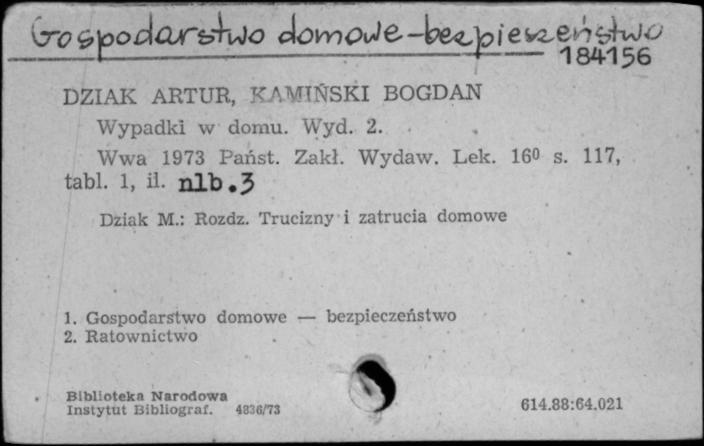 Gospodarstwo domowe-bezpieczeństwo
184156
DZIAK ARTUR, KAMIŃSKI BOGDAN
Wypadki w domu. Wyd. 2.
Wwa 1973 Państ. Zakł. Wydaw. Lek. 16⁰ s. 117,
tabl. 1, il. nlb.3
Dziak M.: Rozdz. Trucizny i zatrucia domowe
1. Gospodarstwo domowe — bezpieczeństwo
2. Ratownictwo
Biblioteka Narodowa
Instytut Bibliograf. 4836/73
614.88:64.021